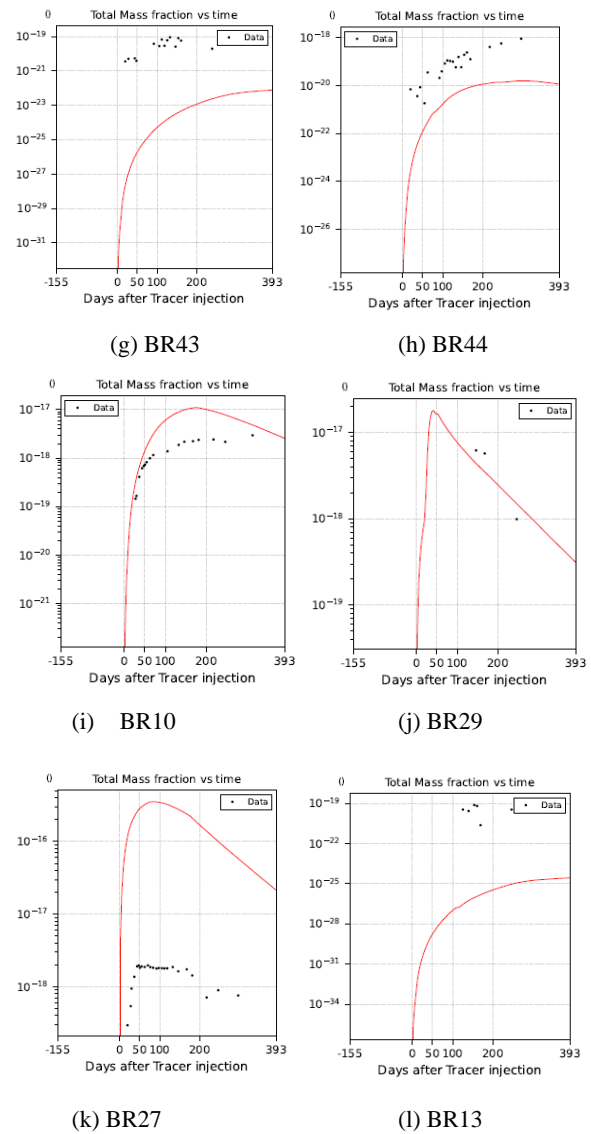 0 Total Mass fraction vs time
Data
10⁻¹⁹
10⁻²¹
10⁻²³
10⁻²⁵
10⁻²⁷
10⁻²⁹
10⁻³¹
-155 0 50 100 200 393
Days after Tracer injection
(g) BR43
0 Total Mass fraction vs time
Data
10⁻¹⁸
10⁻²⁰
10⁻²²
10⁻²⁴
10⁻²⁶
-155 0 50 100 200 393
Days after Tracer injection
(h) BR44
0 Total Mass fraction vs time
Data
10⁻¹⁷
10⁻¹⁸
10⁻¹⁹
10⁻²⁰
10⁻²¹
-155 0 50 100 200 393
Days after Tracer injection
(i) BR10
0 Total Mass fraction vs time
Data
10⁻¹⁷
10⁻¹⁸
10⁻¹⁹
-155 0 50 100 200 393
Days after Tracer injection
(j) BR29
0 Total Mass fraction vs time
Data
10⁻¹⁶
10⁻¹⁷
10⁻¹⁸
-155 0 50 100 200 393
Days after Tracer injection
(k) BR27
0 Total Mass fraction vs time
Data
10⁻¹⁹
10⁻²²
10⁻²⁵
10⁻²⁸
10⁻³¹
10⁻³⁴
-155 0 50 100 200 393
Days after Tracer injection
(l) BR13